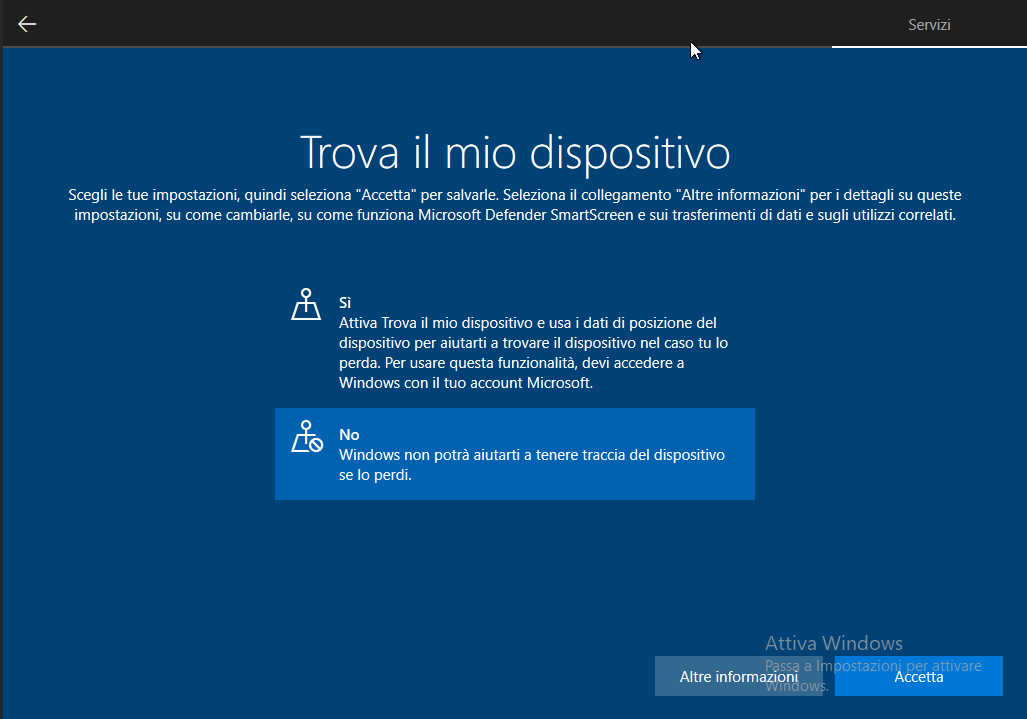 Servizi
Trova il mio dispositivo
Scegli le tue impostazioni, quindi seleziona "Accetta" per salvarle. Seleziona il collegamento "Altre informazioni" per i dettagli su queste
impostazioni, su come cambiarle, su come funziona Microsoft Defender SmartScreen e sui trasferimenti di dati e sugli utilizzi correlati.
Sì
Attiva Trova il mio dispositivo e usa i dati di posizione del
dispositivo per aiutarti a trovare il dispositivo nel caso tu lo
perda. Per usare questa funzionalità, devi accedere a
Windows con il tuo account Microsoft.
No
Windows non potrà aiutarti a tenere traccia del dispositivo
se lo perdi.
Attiva Windows
Passa a Impostazioni per attivare
Windows.
Altre informazioni
Accetta